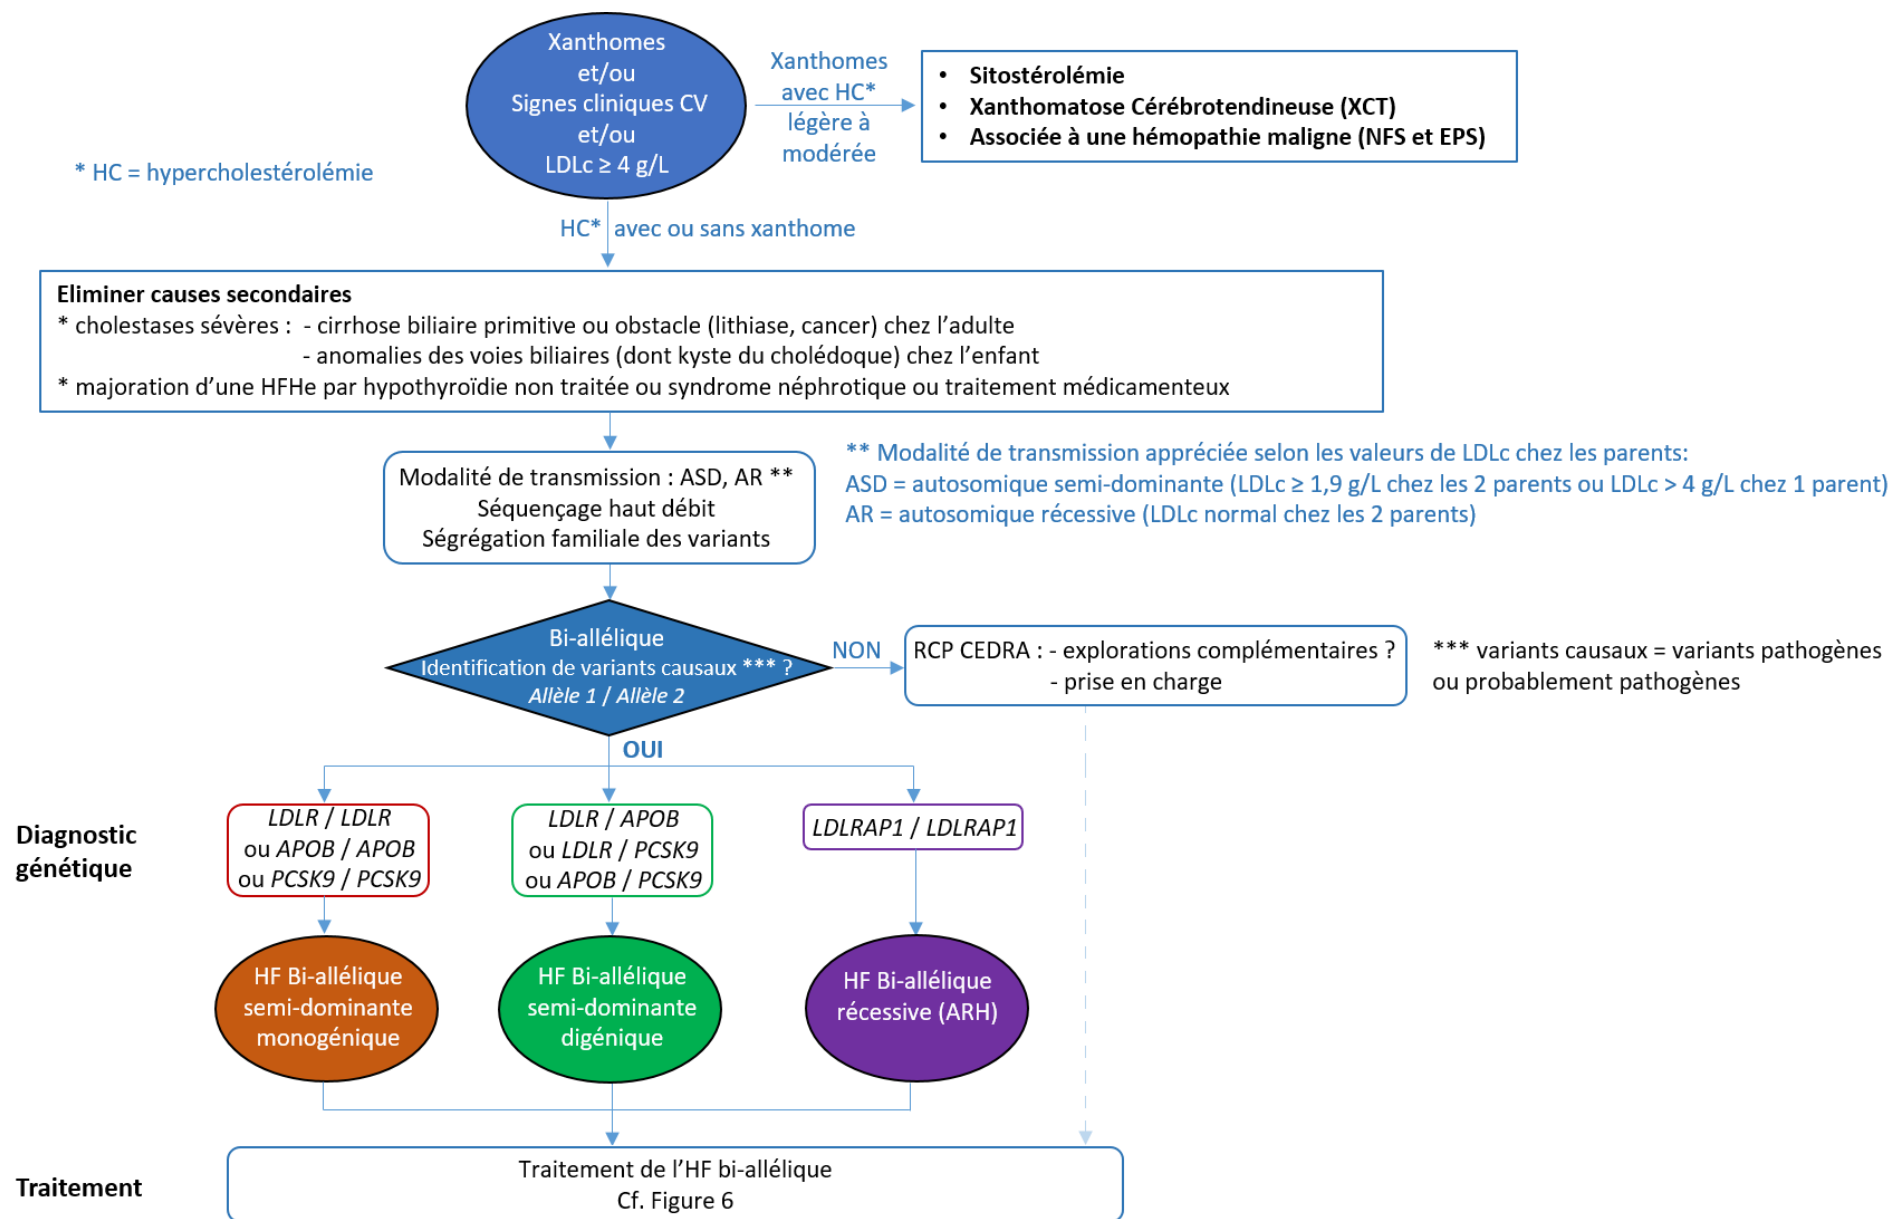 Xanthomes
et/ou
Signes cliniques CV
et/ou
LDLc ≥ 4 g/L
Xanthomes
avec HC*
légère à
modérée
• Sitostérolémie
• Xanthomatose Cérébrotendineuse (XCT)
• Associée à une hémopathie maligne (NFS et EPS)
* HC = hypercholestérolémie
HC* avec ou sans xanthome
Eliminer causes secondaires
* cholestases sévères : - cirrhose biliaire primitive ou obstacle (lithiase, cancer) chez l’adulte
- anomalies des voies biliaires (dont kyste du cholédoque) chez l’enfant
* majoration d’une HFHe par hypothyroïdie non traitée ou syndrome néphrotique ou traitement médicamenteux
Modalité de transmission : ASD, AR **
Séquençage haut débit
Ségrégation familiale des variants
** Modalité de transmission appréciée selon les valeurs de LDLc chez les parents:
ASD = autosomique semi-dominante (LDLc ≥ 1,9 g/L chez les 2 parents ou LDLc > 4 g/L chez 1 parent)
AR = autosomique récessive (LDLc normal chez les 2 parents)
Bi-allélique
Identification de variants causaux *** ?
Allèle 1 / Allèle 2
NON
RCP CEDRA : - explorations complémentaires ?
- prise en charge
*** variants causaux = variants pathogènes
ou probablement pathogènes
OUI
Diagnostic
génétique
LDLR / LDLR
ou APOB / APOB
ou PCSK9 / PCSK9
LDLR / APOB
ou LDLR / PCSK9
ou APOB / PCSK9
LDLRAP1 / LDLRAP1
HF Bi-allélique
semi-dominante
monogénique
HF Bi-allélique
semi-dominante
digénique
HF Bi-allélique
récessive (ARH)
Traitement
Traitement de l’HF bi-allélique
Cf. Figure 6